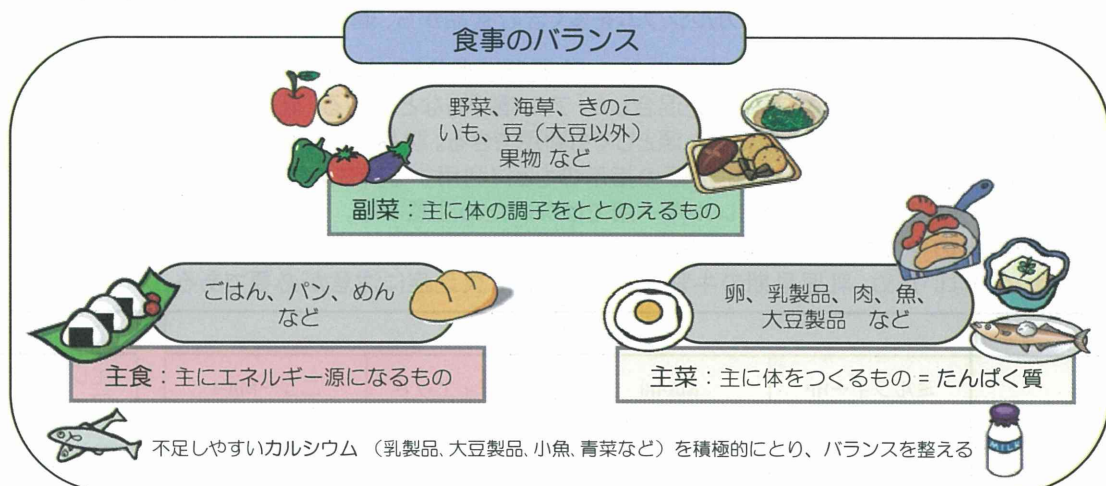 食事のバランス
野菜、海草、きのこ
いも、豆（大豆以外）
果物 など
副菜：主に体の調子をととのえるもの
ごはん、パン、めん
など
主食：主にエネルギー源になるもの
卵、乳製品、肉、魚、
大豆製品　など
主菜：主に体をつくるもの = たんぱく質
不足しやすいカルシウム （乳製品、大豆製品、小魚、青菜など）を積極的にとり、バランスを整える